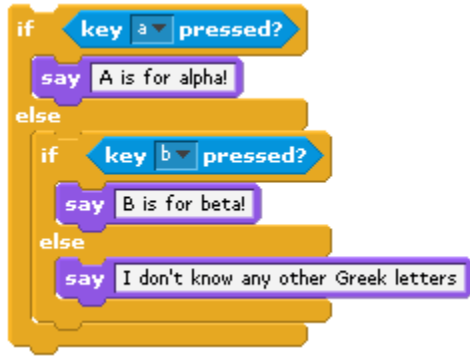 if key a pressed?
say A is for alpha!
else
if key b pressed?
say B is for beta!
else
say I don't know any other Greek letters